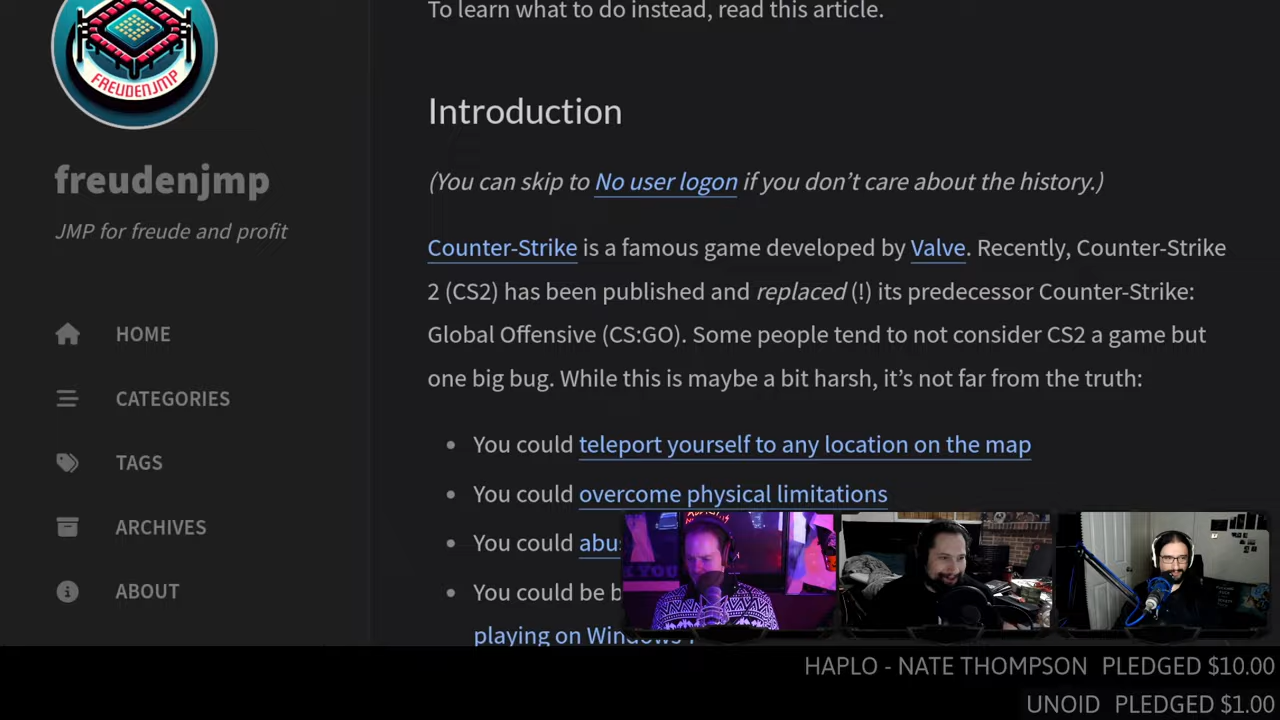 To learn what to do instead, read this article.
FREUDENJMP
freudenjmp
JMP for freude and profit
HOME
CATEGORIES
TAGS
ARCHIVES
ABOUT
Introduction
(You can skip to No user logon if you don’t care about the history.)
Counter-Strike is a famous game developed by Valve. Recently, Counter-Strike
2 (CS2) has been published and replaced (!) its predecessor Counter-Strike:
Global Offensive (CS:GO). Some people tend to not consider CS2 a game but
one big bug. While this is maybe a bit harsh, it’s not far from the truth:
You could teleport yourself to any location on the map
You could overcome physical limitations
You could
You could be
playing on
HAPLO - NATE THOMPSON PLEDGED $10.00
UNOID PLEDGED $1.00